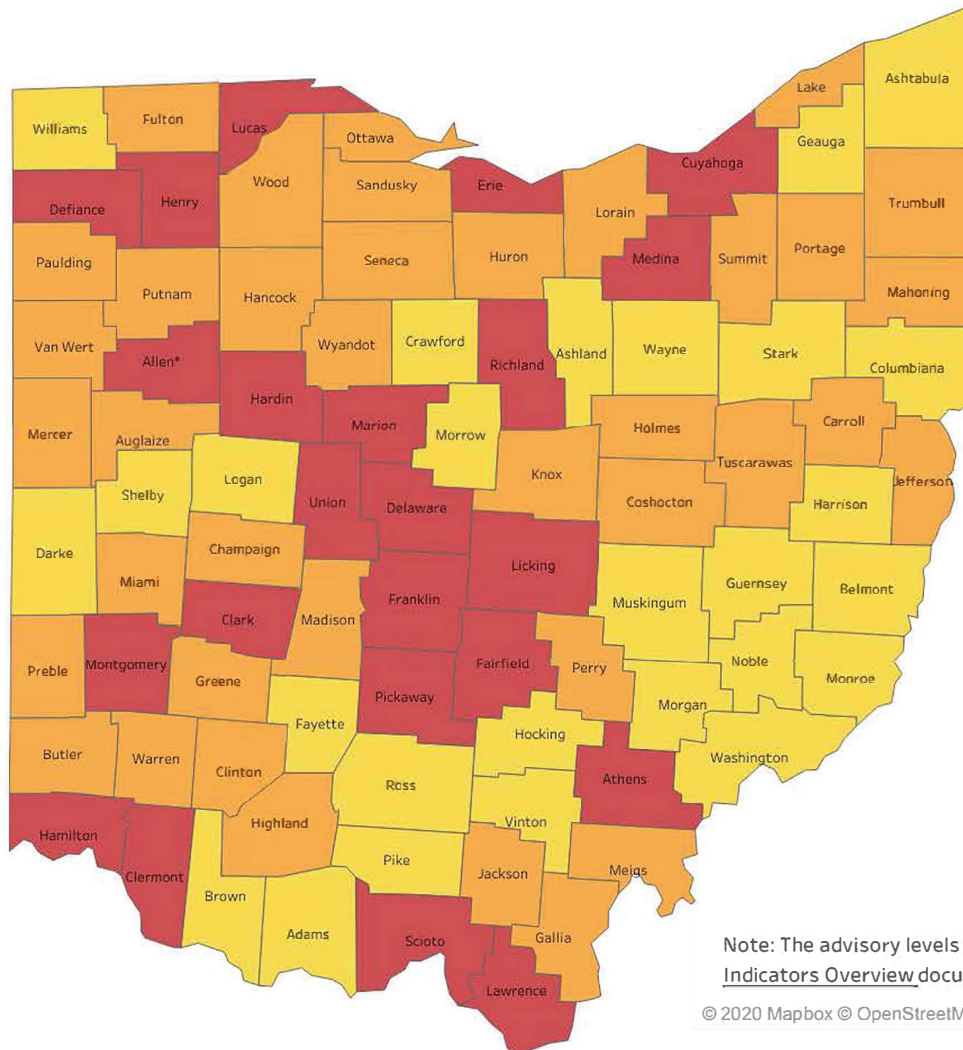 Ashtabula
Lake
Geauga
Williams
Fulton
Lucas
Ottawa
Cuyahoga
Wood
Sandusky
Erie
Lorain
Trumbull
Defiance
Henry
Medina
Summit
Portage
Paulding
Seneca
Huron
Mahoning
Putnam
Hancock
Van Wert
Allen*
Wyandot
Crawford
Richland
Ashland
Wayne
Stark
Columbiana
Hardin
Marion
Morrow
Mercer
Auglaize
Holmes
Carroll
Tuscarawas
Jefferson
Shelby
Logan
Union
Delaware
Knox
Coshocton
Harrison
Darke
Champaign
Licking
Miami
Franklin
Muskingum
Guernsey
Belmont
Clark
Madison
Preble
Montgomery
Greene
Pickaway
Fairfield
Perry
Noble
Monroe
Morgan
Fayette
Hocking
Washington
Butler
Warren
Clinton
Ross
Athens
Hamilton
Highland
Vinton
Clermont
Pike
Jackson
Meigs
Brown
Adams
Scioto
Gallia
Lawrence
Note: The advisory levels
Indicators Overview docu
© 2020 Mapbox © OpenStreetM